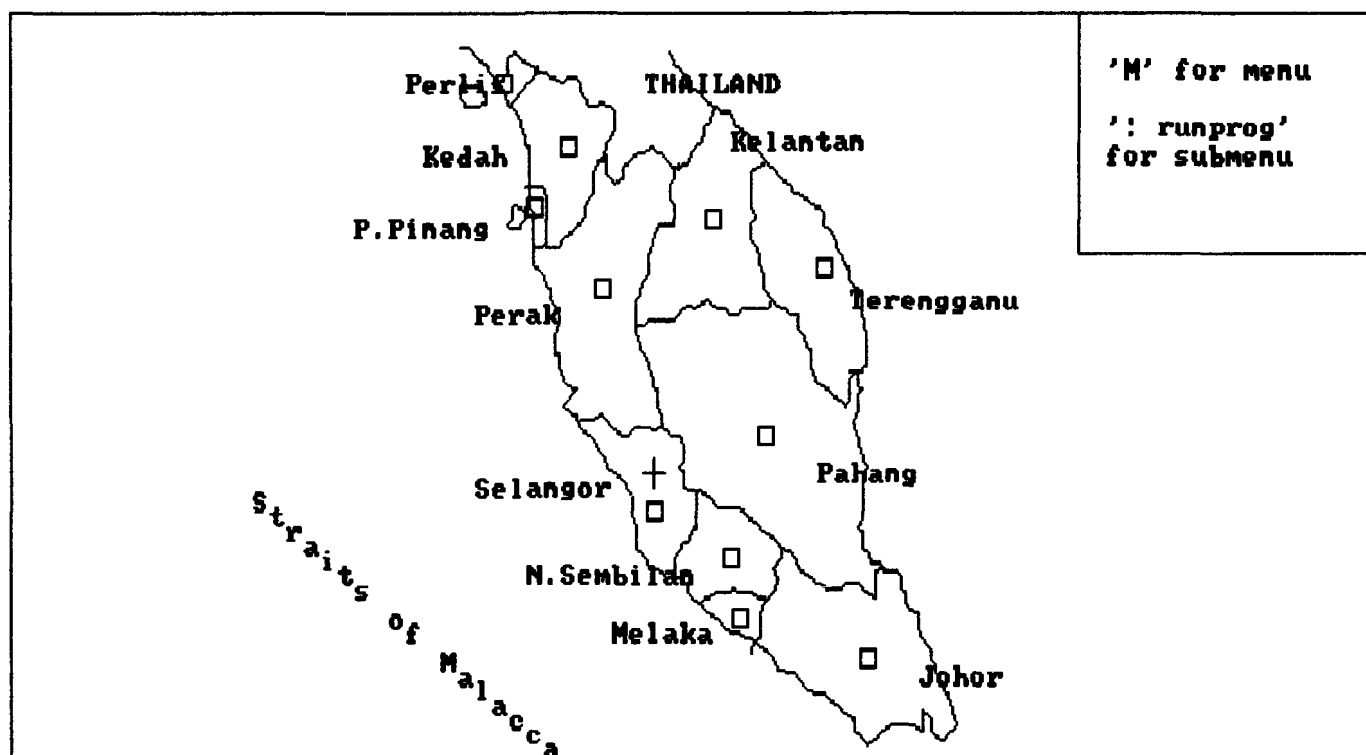 Perlis
THAILAND
'M' for menu
': runprog'
for submenu
Kelantan
Kedah
P.Pinang
Terengganu
Perak
Pahang
Selangor
Straits of Malacca
N.Sembilan
Melaka
Johor